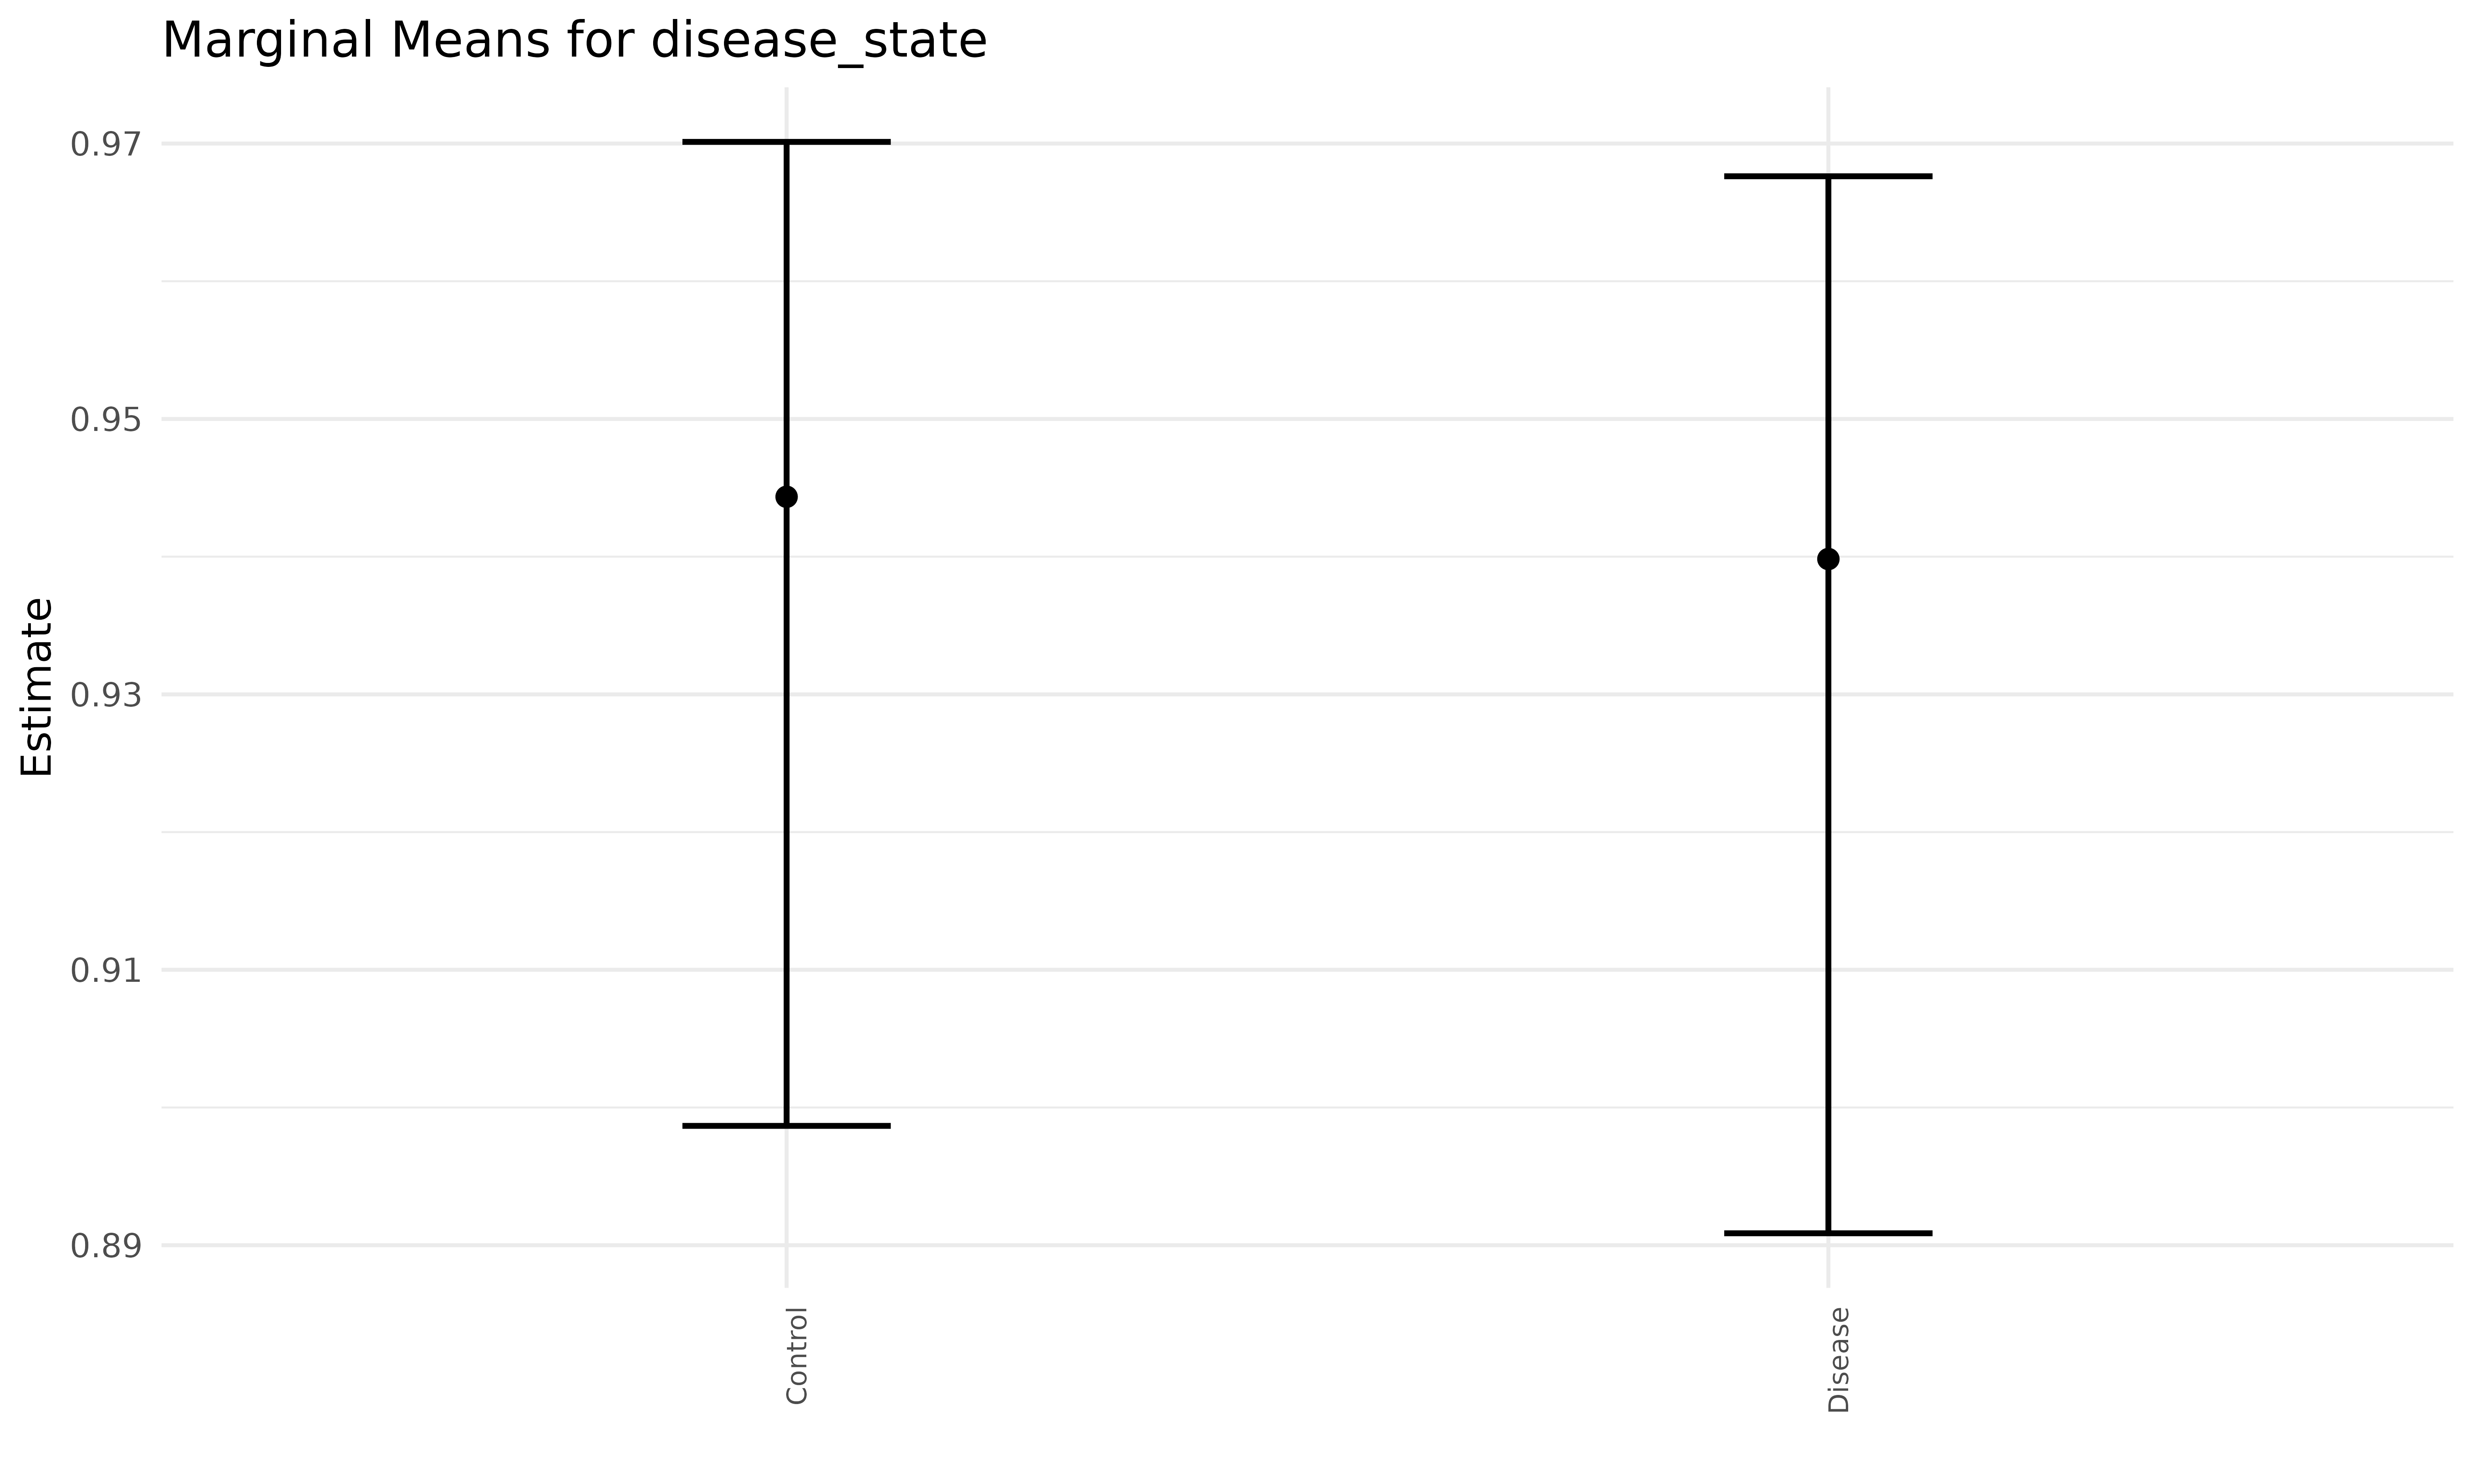 Marginal Means for disease_state
Estimate
0.97
0.95
0.93
0.91
0.89
Control
Disease